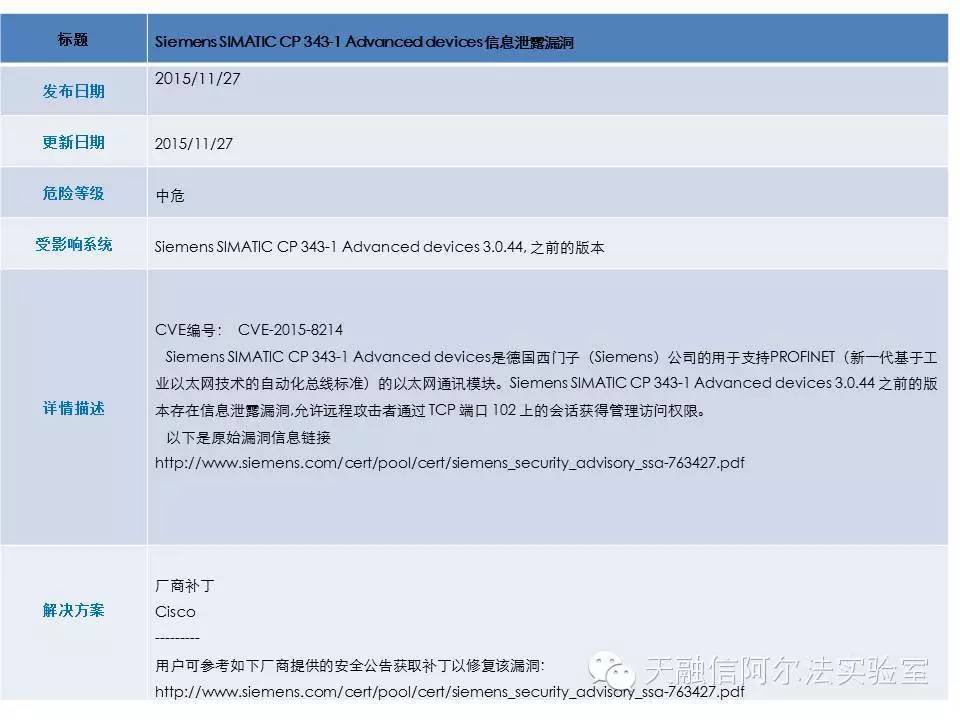 标题
Siemens SIMATIC CP 343-1 Advanced devices信息泄露漏洞
发布日期
2015/11/27
更新日期
2015/11/27
危险等级
中危
受影响系统
Siemens SIMATIC CP 343-1 Advanced devices 3.0.44, 之前的版本
详情描述
CVE编号： CVE-2015-8214
Siemens SIMATIC CP 343-1 Advanced devices是德国西门子（Siemens）公司的用于支持PROFINET（新一代基于工
业以太网技术的自动化总线标准）的以太网通讯模块。Siemens SIMATIC CP 343-1 Advanced devices 3.0.44 之前的版
本存在信息泄露漏洞,允许远程攻击者通过 TCP 端口 102 上的会话获得管理访问权限。
以下是原始漏洞信息链接
http://www.siemens.com/cert/pool/cert/siemens_security_advisory_ssa-763427.pdf
解决方案
厂商补丁
Cisco
---------
用户可参考如下厂商提供的安全公告获取补丁以修复该漏洞:
http://www.siemens.com/cert/pool/cert/siemens_security_advisory_ssa-763427.pdf
天融信阿尔法实验室